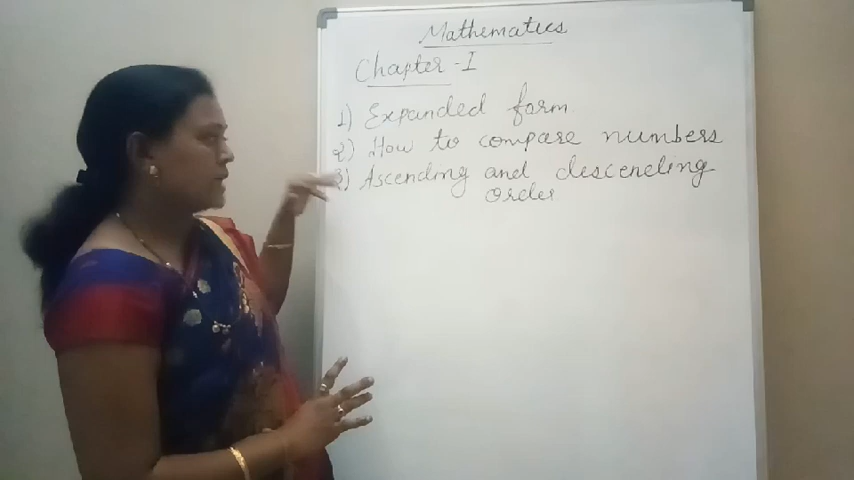 Mathematics
Chapter - I
1) Expanded form
2) How to compare numbers
3) Ascending and descending
order